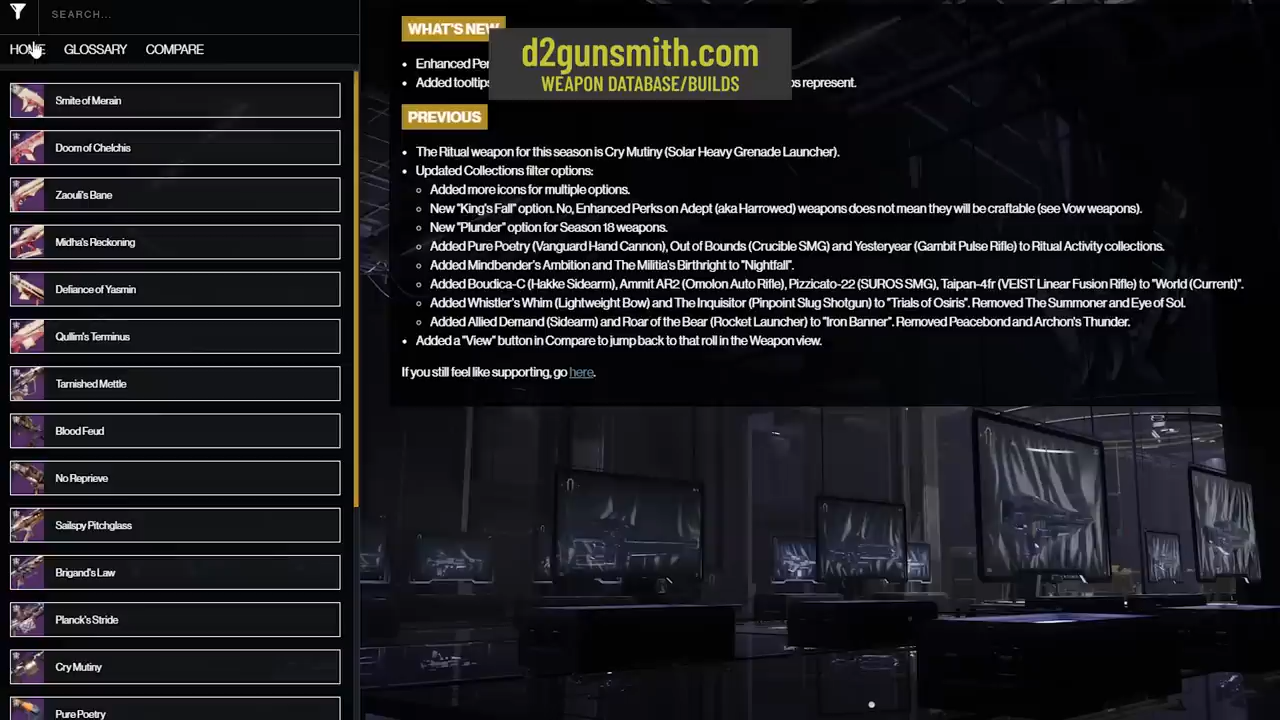 SEARCH...
HOME GLOSSARY COMPARE
Smite of Merain
Doom of Chelchis
Zaouli's Bane
Midha's Reckoning
Defiance of Yasmin
Qullim's Terminus
Tarnished Mettle
Blood Feud
No Reprieve
Sailspy Pitchglass
Brigand's Law
Planck's Stride
Cry Mutiny
Pure Poetry
WHAT'S NEW
d2gunsmith.com
WEAPON DATABASE/BUILDS
• Enhanced Per
• Added tooltips represent.
PREVIOUS
• The Ritual weapon for this season is Cry Mutiny (Solar Heavy Grenade Launcher).
• Updated Collections filter options:
○ Added more icons for multiple options.
○ New "King's Fall" option. No, Enhanced Perks on Adept (aka Harrowed) weapons does not mean they will be craftable (see Vow weapons).
○ New "Plunder" option for Season 18 weapons.
○ Added Pure Poetry (Vanguard Hand Cannon), Out of Bounds (Crucible SMG) and Yesteryear (Gambit Pulse Rifle) to Ritual Activity collections.
○ Added Mindbender's Ambition and The Militia's Birthright to "Nightfall".
○ Added Boudica-C (Hakke Sidearm), Ammit AR2 (Omolon Auto Rifle), Pizzicato-22 (SUROS SMG), Taipan-4fr (VEIST Linear Fusion Rifle) to "World (Current)".
○ Added Whistler's Whim (Lightweight Bow) and The Inquisitor (Pinpoint Slug Shotgun) to "Trials of Osiris". Removed The Summoner and Eye of Sol.
○ Added Allied Demand (Sidearm) and Roar of the Bear (Rocket Launcher) to "Iron Banner". Removed Peacebond and Archon's Thunder.
• Added a "View" button in Compare to jump back to that roll in the Weapon view.
If you still feel like supporting, go here.